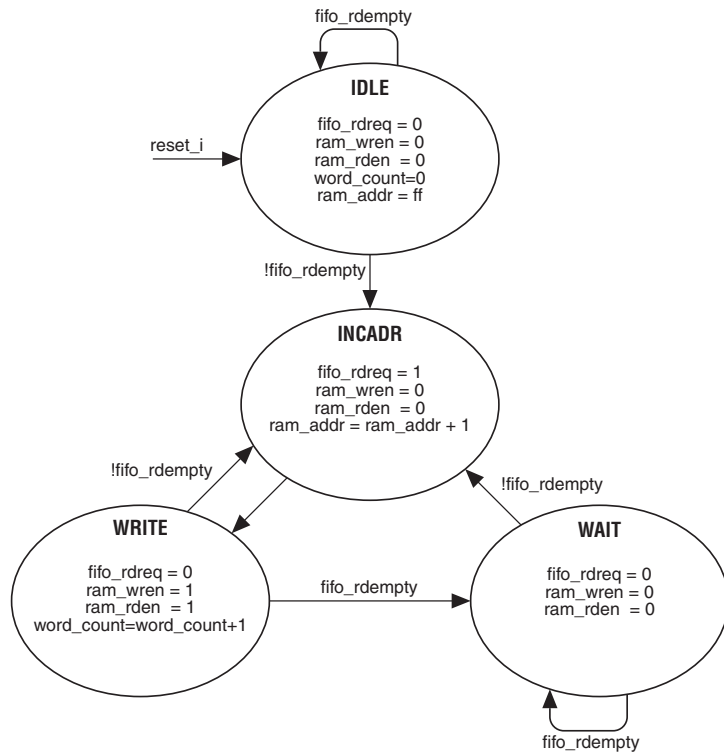 fifo_rdempty
IDLE
fifo_rdreq = 0
ram_wren = 0
ram_rden = 0
word_count=0
ram_addr = ff
reset_i
!fifo_rdempty
INCADR
fifo_rdreq = 1
ram_wren = 0
ram_rden = 0
ram_addr = ram_addr + 1
!fifo_rdempty
!fifo_rdempty
WRITE
fifo_rdreq = 0
ram_wren = 1
ram_rden = 1
word_count=word_count+1
fifo_rdempty
WAIT
fifo_rdreq = 0
ram_wren = 0
ram_rden = 0
fifo_rdempty